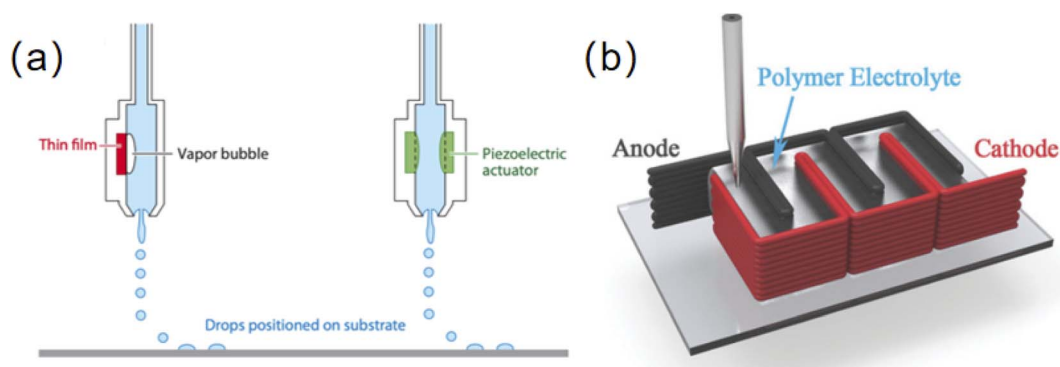 (a)
Thin film
Vapor bubble
Piezoelectric
actuator
Drops positioned on substrate
(b)
Polymer Electrolyte
Anode
Cathode